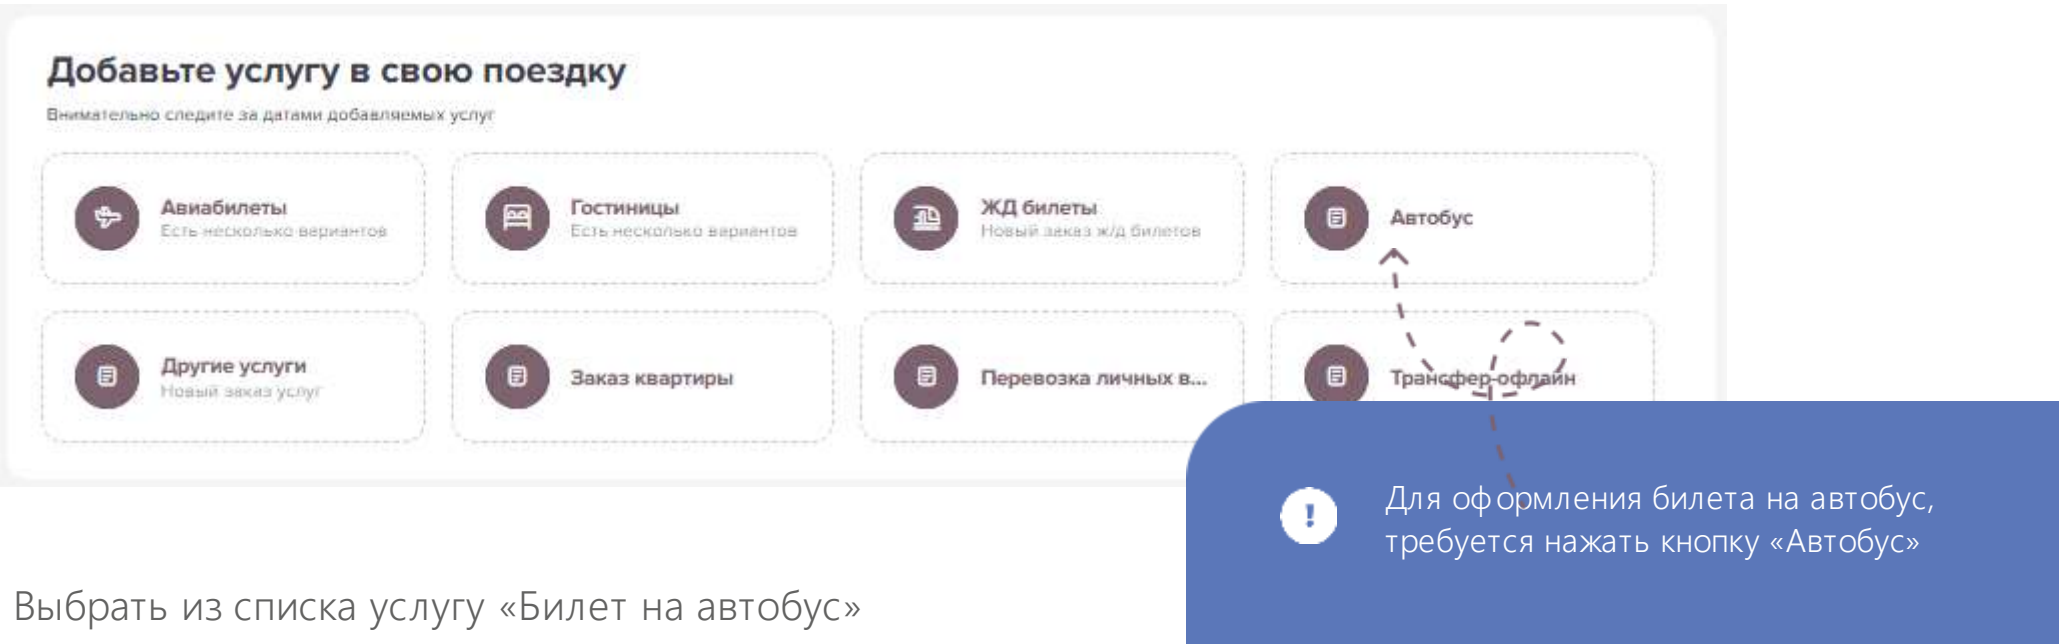 Добавьте услугу в свою поездку
Внимательно следите за датами добавляемых услуг
Авиабилеты
Есть несколько вариантов
Гостиницы
Есть несколько вариантов
ЖД билеты
Новый заказ ж/д билетов
Автобус
Другие услуги
Новый заказ услуг
Заказ квартиры
Перевозка личных в...
Трансфер-офлайн
Для оформления билета на автобус,
требуется нажать кнопку «Автобус»
Выбрать из списка услугу «Билет на автобус»